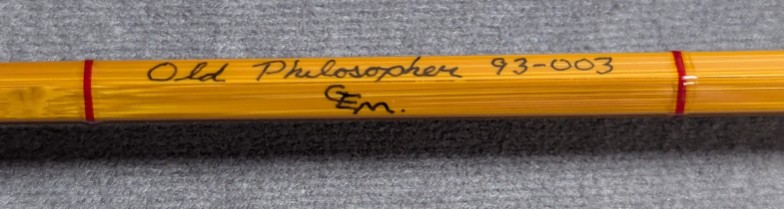 Old Philosopher 93-003
GEM.